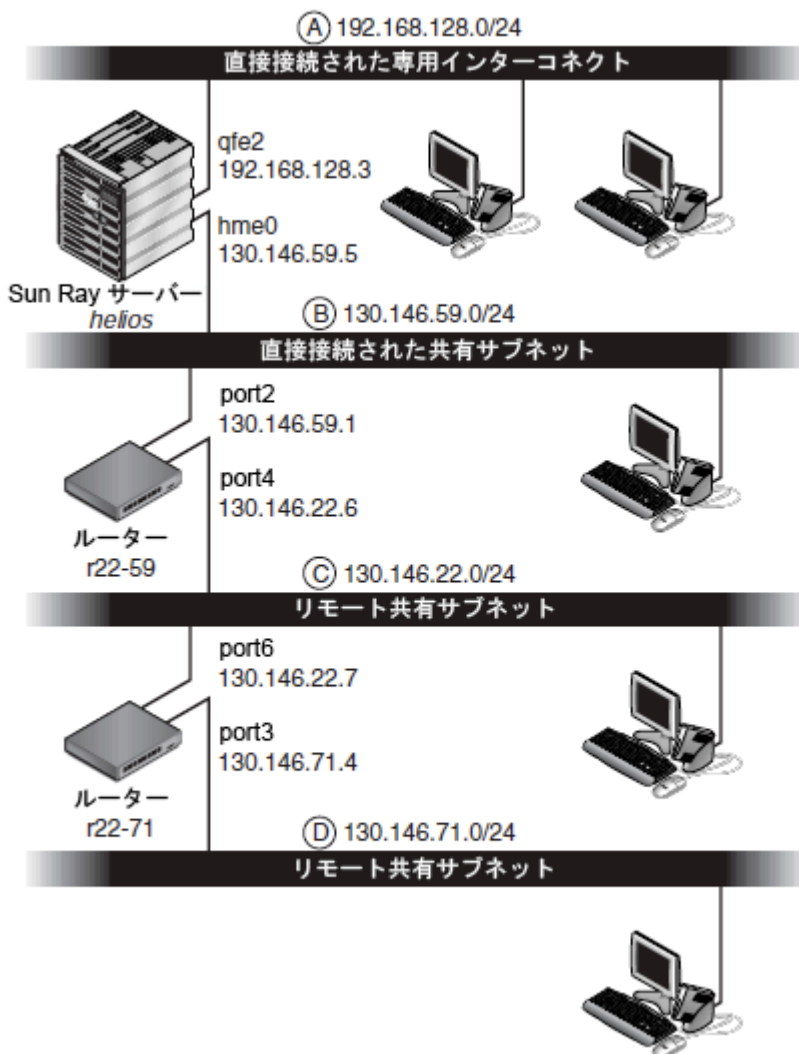 Ⓐ 192.168.128.0/24
直接接続された専用インターコネクト
qfe2
192.168.128.3
hme0
130.146.59.5
Sun Ray サーバー
helios
Ⓑ 130.146.59.0/24
直接接続された共有サブネット
port2
130.146.59.1
port4
130.146.22.6
ルーター
r22-59
Ⓒ 130.146.22.0/24
リモート共有サブネット
port6
130.146.22.7
port3
130.146.71.4
ルーター
r22-71
Ⓓ 130.146.71.0/24
リモート共有サブネット